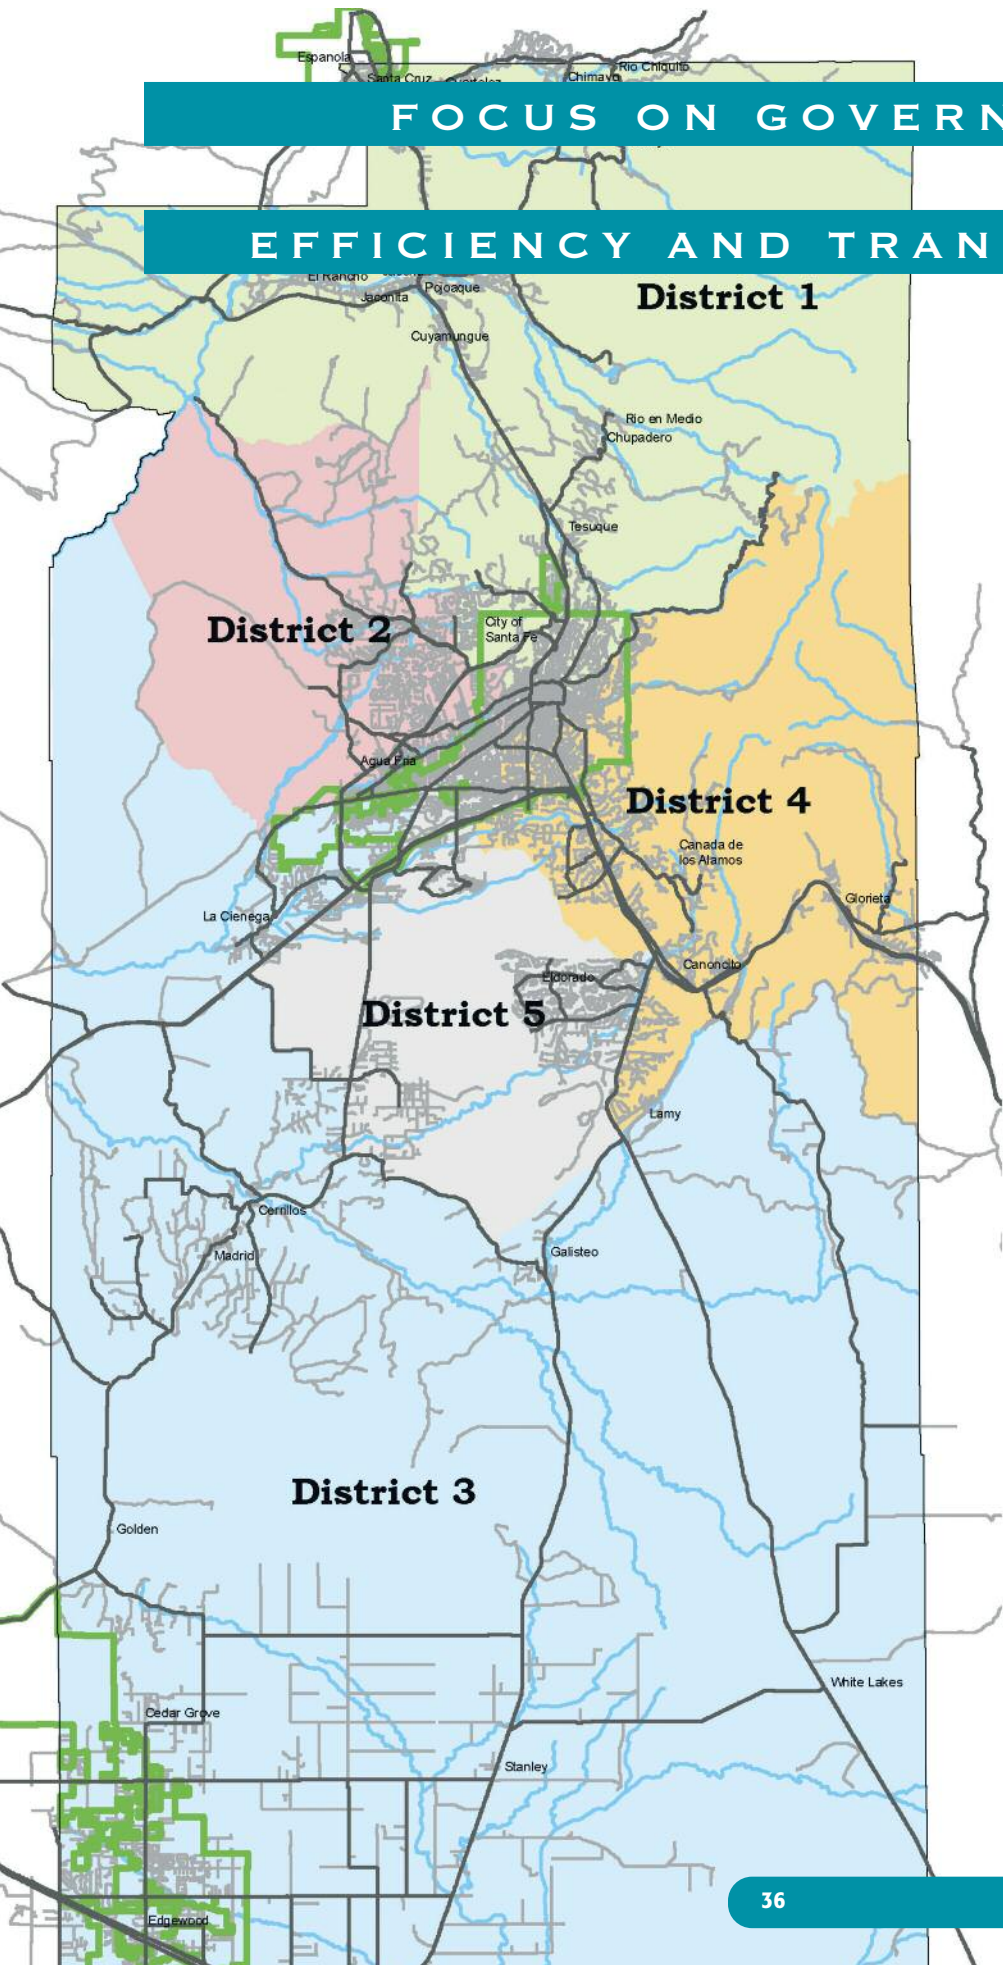 Espanola
Rio Chiquito
Santa Cruz
Chimayo
FOCUS ON GOVERN
EFFICIENCY AND TRAN
El Rancho
Jaconita
Pojoaque
District 1
Cuyamungue
Rio en Medio
Chupadero
Tesuque
District 2
City of
Santa Fe
Agua Fria
District 4
Canada de
los Alamos
Glorieta
La Cienega
Canoncito
Eldorado
District 5
Lamy
Cerrillos
Madrid
Galisteo
District 3
Golden
White Lakes
Cedar Grove
Stanley
36
Edgewood